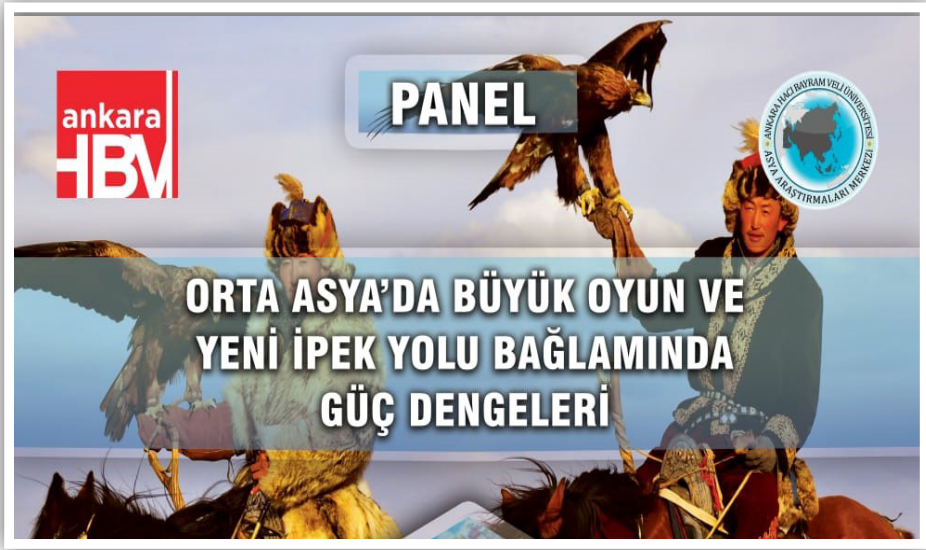 PANEL
ankara
HBV
ANKARA HACI BAYRAM VELİ ÜNİVERSİTESİ
ASYA ARAŞTIRMALARI MERKEZİ
ORTA ASYA’DA BÜYÜK OYUN VE
YENİ İPEK YOLU BAĞLAMINDA
GÜÇ DENGELERİ